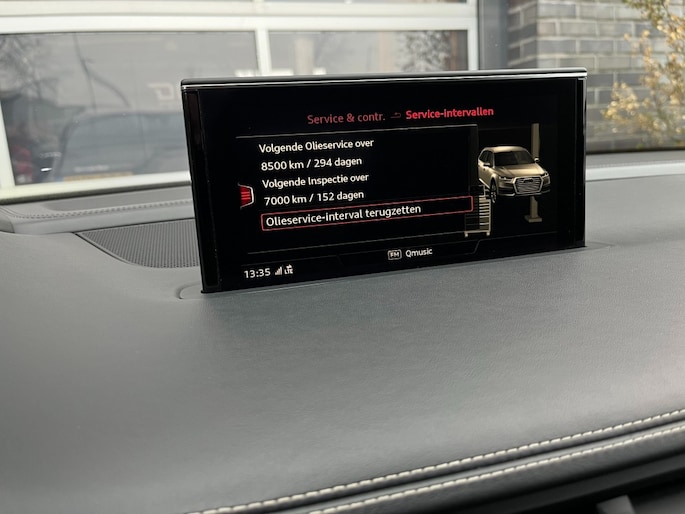 Service & contr. Service-intervallen
Volgende Olieservice over
8500 km / 294 dagen
Volgende Inspectie over
7000 km / 152 dagen
Olieservice-interval terugzetten
FM Qmusic
13:35 LTE